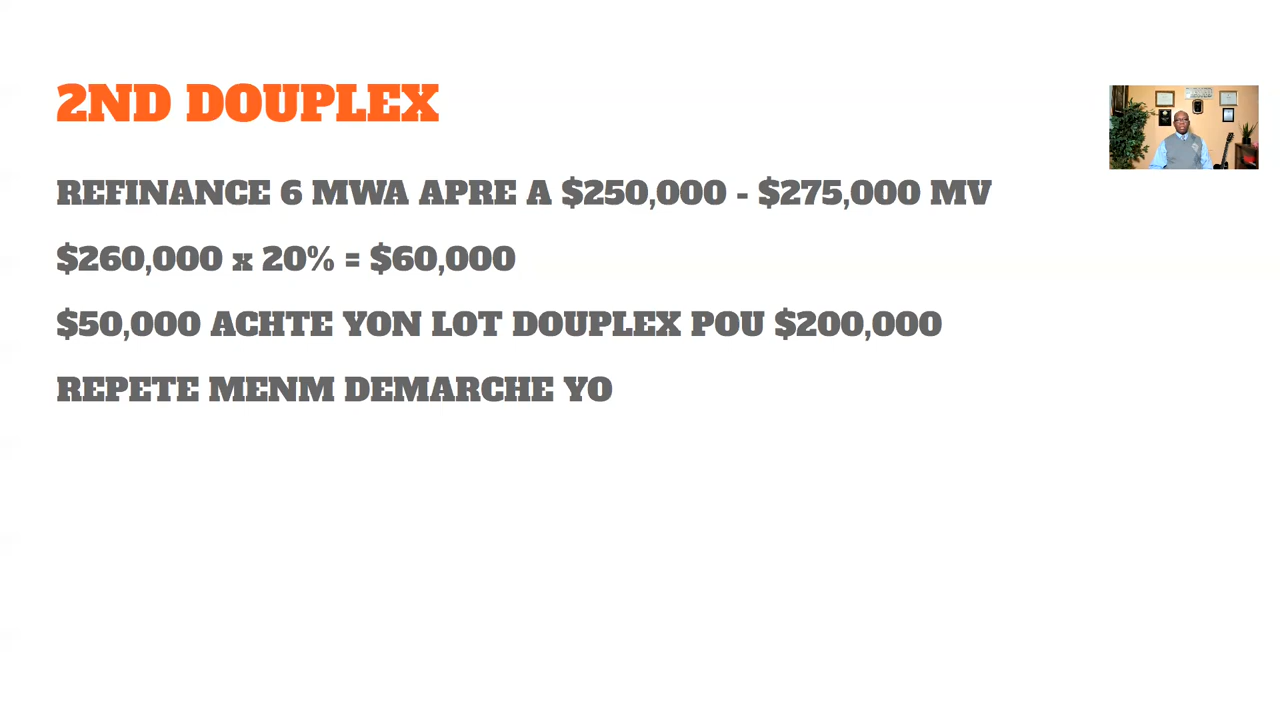 2ND DOUPLEX
REFINANCE 6 MWA APRE A $250,000 - $275,000 MV
$260,000 x 20% = $60,000
$50,000 ACHTE YON LOT DOUPLEX POU $200,000
REPETE MENM DEMARCHE YO